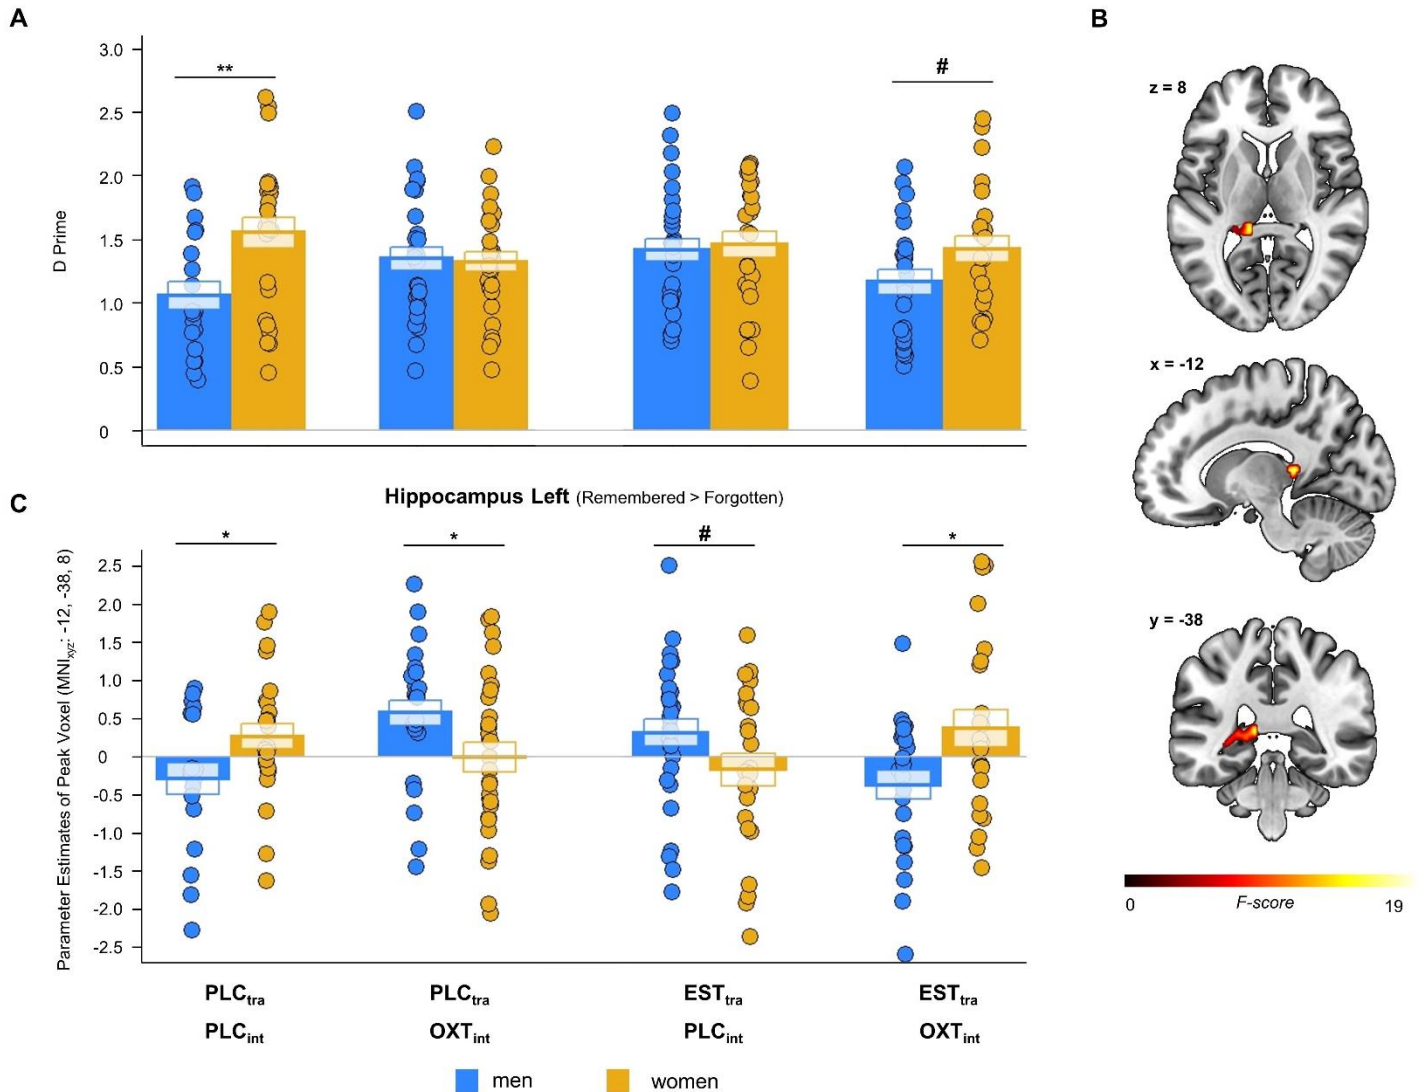 A
B
3.0
2.5
2.0
1.5
1.0
0.5
0
D Prime
**
#
z = 8
x = -12
y = -38
0
F-score
19
C
Hippocampus Left (Remembered > Forgotten)
*
*
#
*
2.5
2.0
1.5
1.0
0.5
0
-0.5
-1.0
-1.5
-2.0
-2.5
Parameter Estimates of Peak Voxel (MNIxyz: -12, -38, 8)
PLCtra
PLCtra
ESTtra
ESTtra
PLCint
OXTint
PLCint
OXTint
men
women